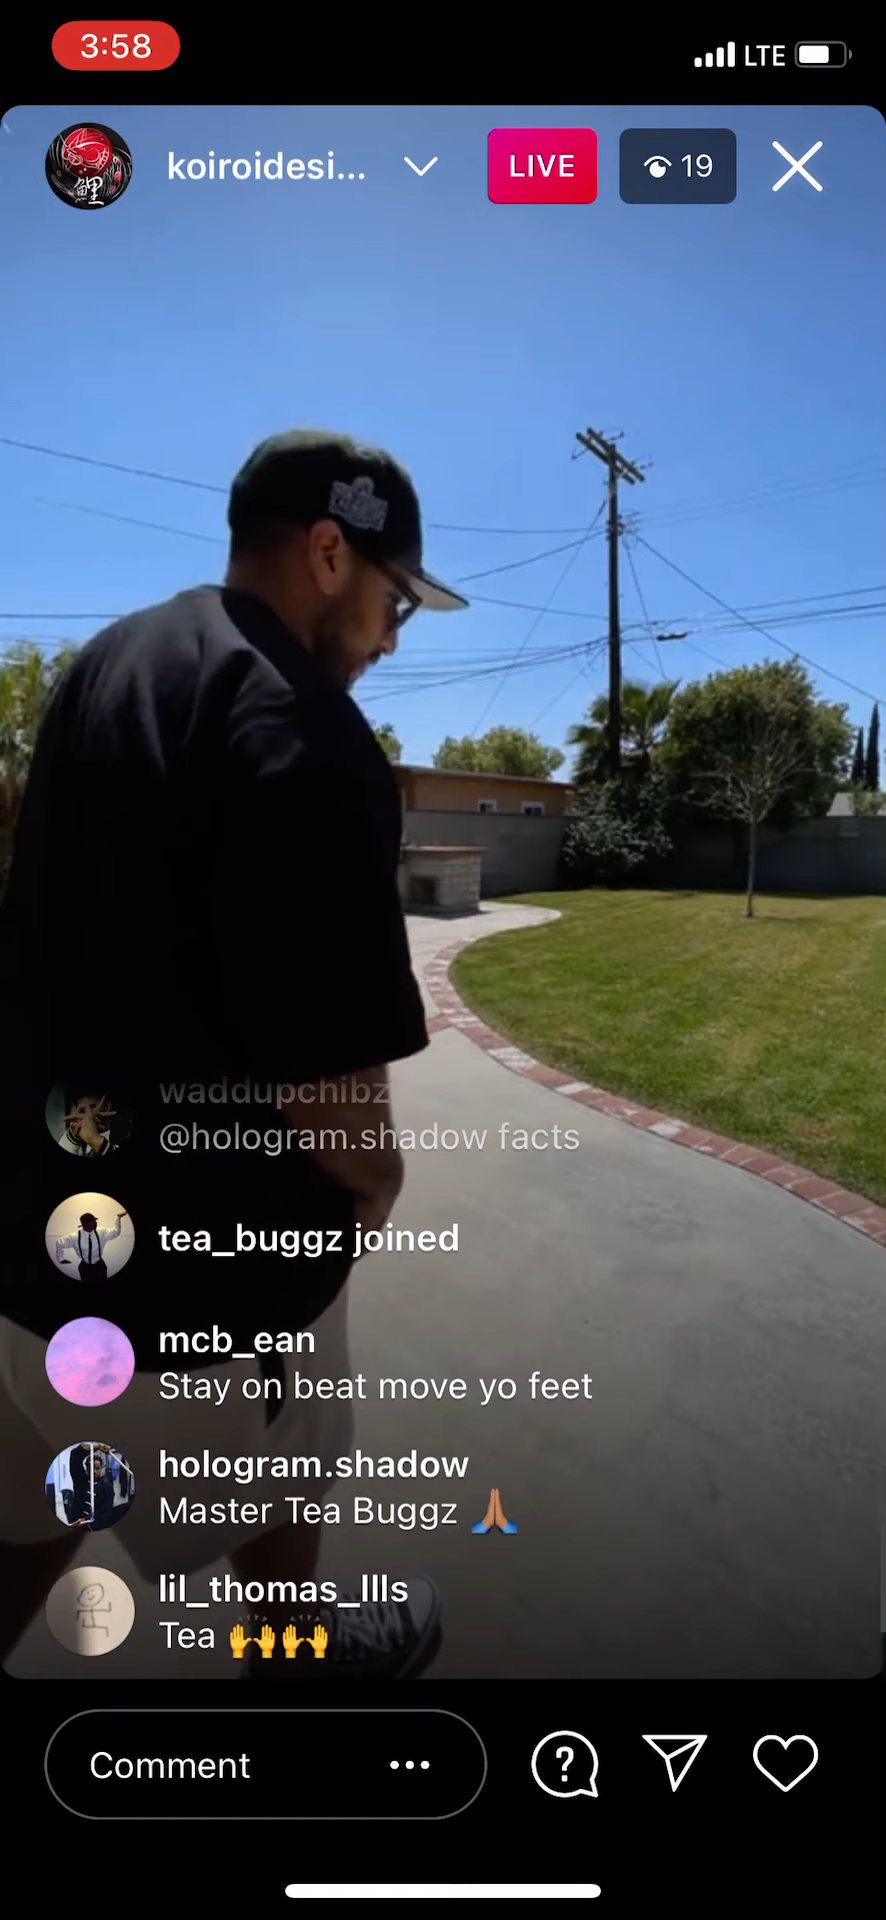 3:58
LTE
koiroidesi...
LIVE
19
鯉
waddupchibz
@hologram.shadow facts
tea_buggz joined
mcb_ean
Stay on beat move yo feet
hologram.shadow
Master Tea Buggz 🙏🏽
lil_thomas_llls
Tea 🙌🙌
Comment